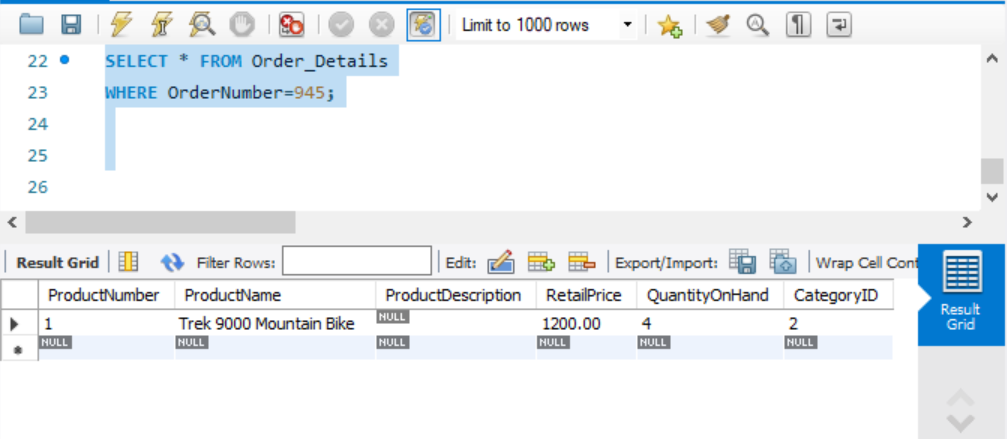 Limit to 1000 rows
22 SELECT * FROM Order_Details
23 WHERE OrderNumber=945;
24
25
26
Result Grid Filter Rows: Edit: Export/Import: Wrap Cell Cont
ProductNumber ProductName ProductDescription RetailPrice QuantityOnHand CategoryID
1 Trek 9000 Mountain Bike NULL 1200.00 4 2
NULL NULL NULL NULL NULL NULL
Result
Grid